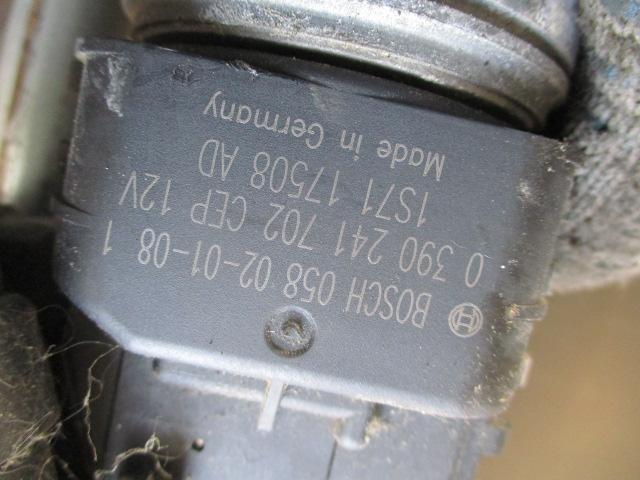 BOSCH 058 02-01-08 1
0 390 241 702 CEP 12V
1S71 17508 AD
Made in Germany